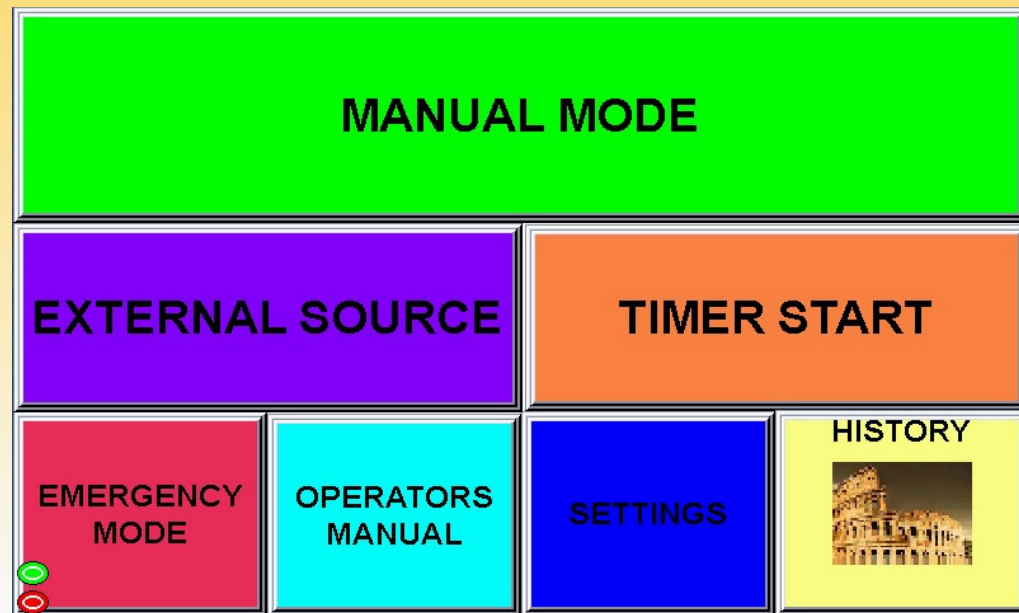 MANUAL MODE
EXTERNAL SOURCE
TIMER START
EMERGENCY
MODE
OPERATORS
MANUAL
SETTINGS
HISTORY